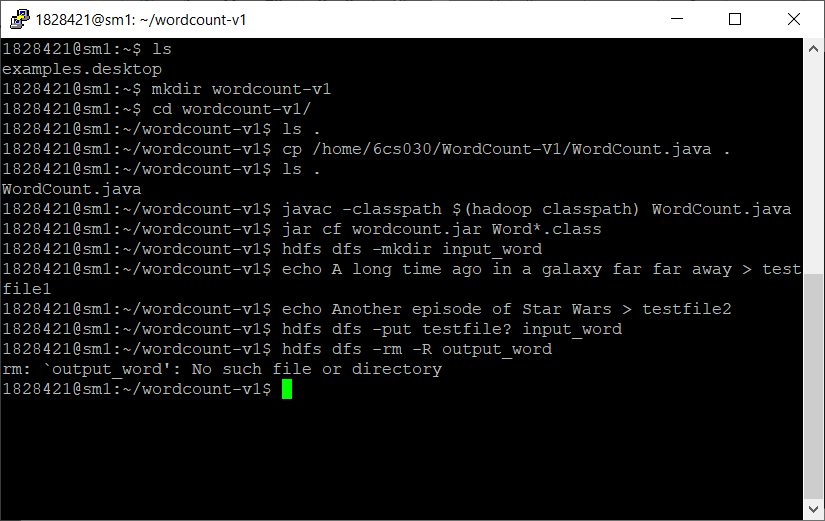 1828421@sm1: ~/wordcount-v1
1828421@sm1:~$ ls
examples.desktop
1828421@sm1:~$ mkdir wordcount-v1
1828421@sm1:~$ cd wordcount-v1/
1828421@sm1:~/wordcount-v1$ ls .
1828421@sm1:~/wordcount-v1$ cp /home/6cs030/WordCount-V1/WordCount.java .
1828421@sm1:~/wordcount-v1$ ls .
WordCount.java
1828421@sm1:~/wordcount-v1$ javac -classpath $(hadoop classpath) WordCount.java
1828421@sm1:~/wordcount-v1$ jar cf wordcount.jar Word*.class
1828421@sm1:~/wordcount-v1$ hdfs dfs -mkdir input_word
1828421@sm1:~/wordcount-v1$ echo A long time ago in a galaxy far far away > test
file1
1828421@sm1:~/wordcount-v1$ echo Another episode of Star Wars > testfile2
1828421@sm1:~/wordcount-v1$ hdfs dfs -put testfile? input_word
1828421@sm1:~/wordcount-v1$ hdfs dfs -rm -R output_word
rm: `output_word': No such file or directory
1828421@sm1:~/wordcount-v1$